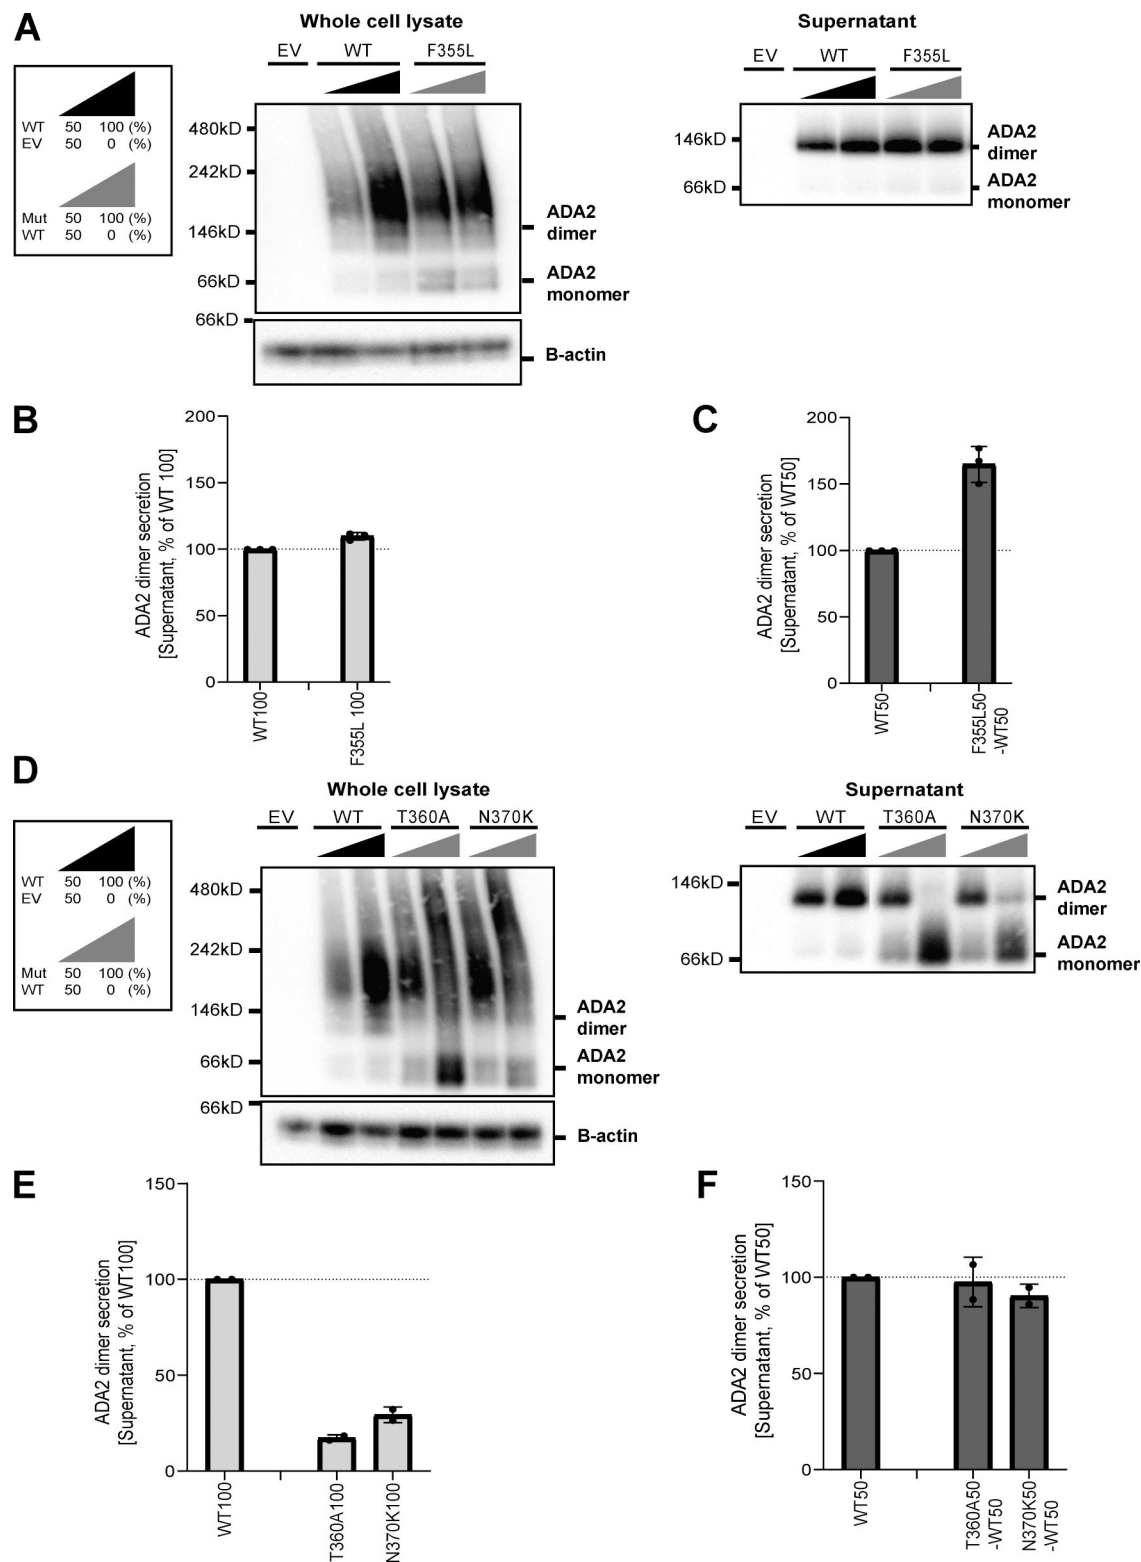 A
Whole cell lysate
Supernatant
EV WT F355L
EV WT F355L
WT 50 100 (%)
EV 50 0 (%)
Mut 50 100 (%)
WT 50 0 (%)
480kD
242kD
146kD
66kD
66kD
ADA2
dimer
ADA2
monomer
B-actin
146kD
66kD
ADA2
dimer
ADA2
monomer
B
ADA2 dimer secretion
[Supernatant, % of WT 100]
200
150
100
50
0
WT100
F355L 100
C
ADA2 dimer secretion
[Supernatant, % of WT50]
200
150
100
50
0
WT50
F355L50
-WT50
D
Whole cell lysate
Supernatant
EV WT T360A N370K
EV WT T360A N370K
WT 50 100 (%)
EV 50 0 (%)
Mut 50 100 (%)
WT 50 0 (%)
480kD
242kD
146kD
66kD
66kD
ADA2
dimer
ADA2
monomer
B-actin
146kD
66kD
ADA2
dimer
ADA2
monomer
E
ADA2 dimer secretion
[Supernatant, % of WT100]
150
100
50
0
WT100
T360A100
N370K100
F
ADA2 dimer secretion
[Supernatant, % of WT50]
150
100
50
0
WT50
T360A50
-WT50
N370K50
-WT50